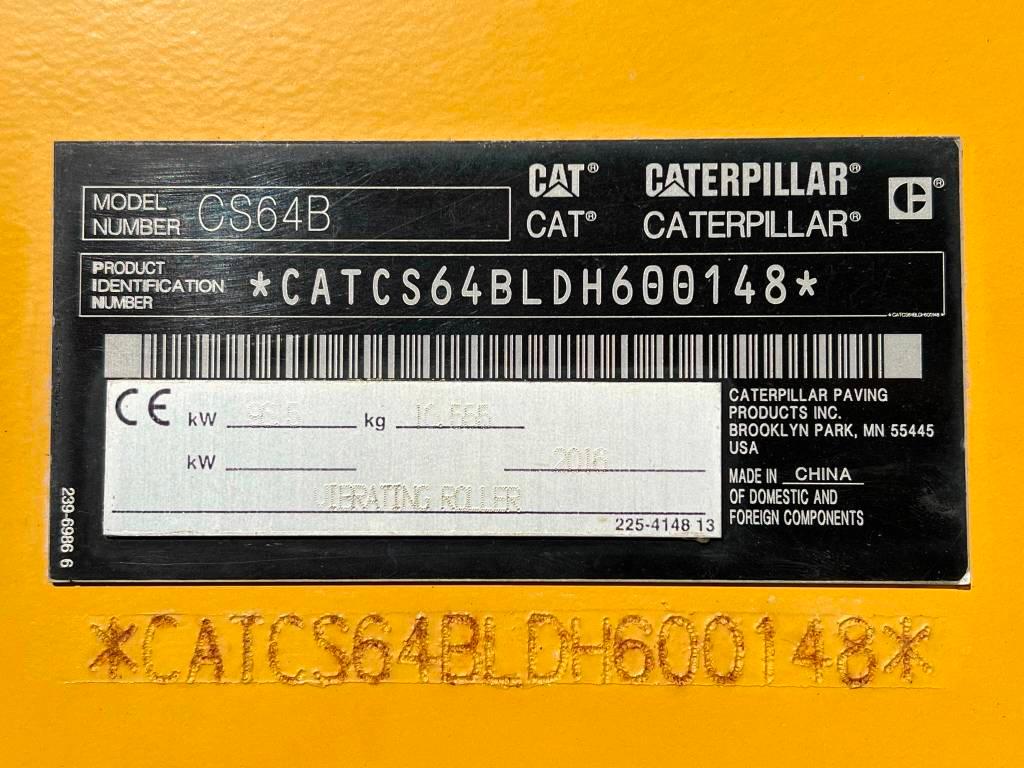 CAT® CATERPILLAR®
MODEL NUMBER CS64B
CAT® CATERPILLAR®
PRODUCT IDENTIFICATION NUMBER *CATCS64BLDH600148*
*CATCS64BLDH600148*
CE kW kg
kW 2016
VIBRATING ROLLER
225-4148 13
CATERPILLAR PAVING
PRODUCTS INC.
BROOKLYN PARK, MN 55445
USA
MADE IN CHINA
OF DOMESTIC AND
FOREIGN COMPONENTS
239-6986 6
*CATCS64BLDH600148*